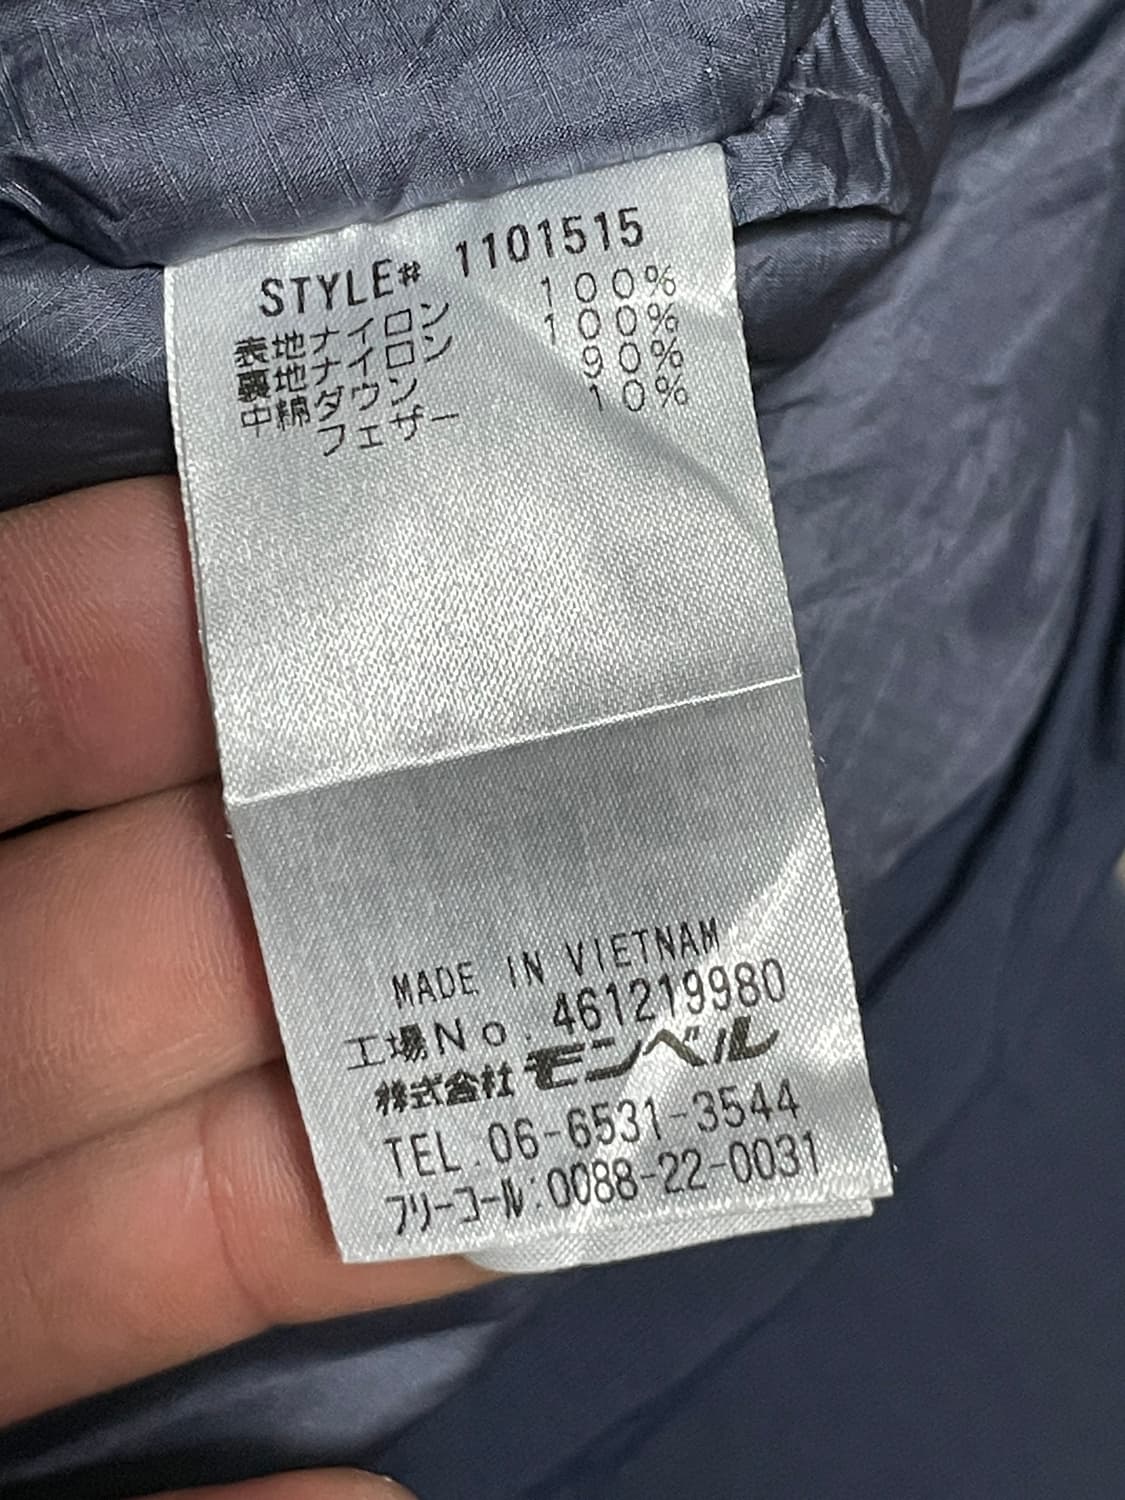 STYLE# 1101515
表地ナイロン 100%
裏地ナイロン 100%
中綿ダウン 90%
フェザー 10%
MADE IN VIETNAM
工場No. 461219980
株式会社モンベル
TEL.06-6531-3544
フリーコール:0088-22-0031